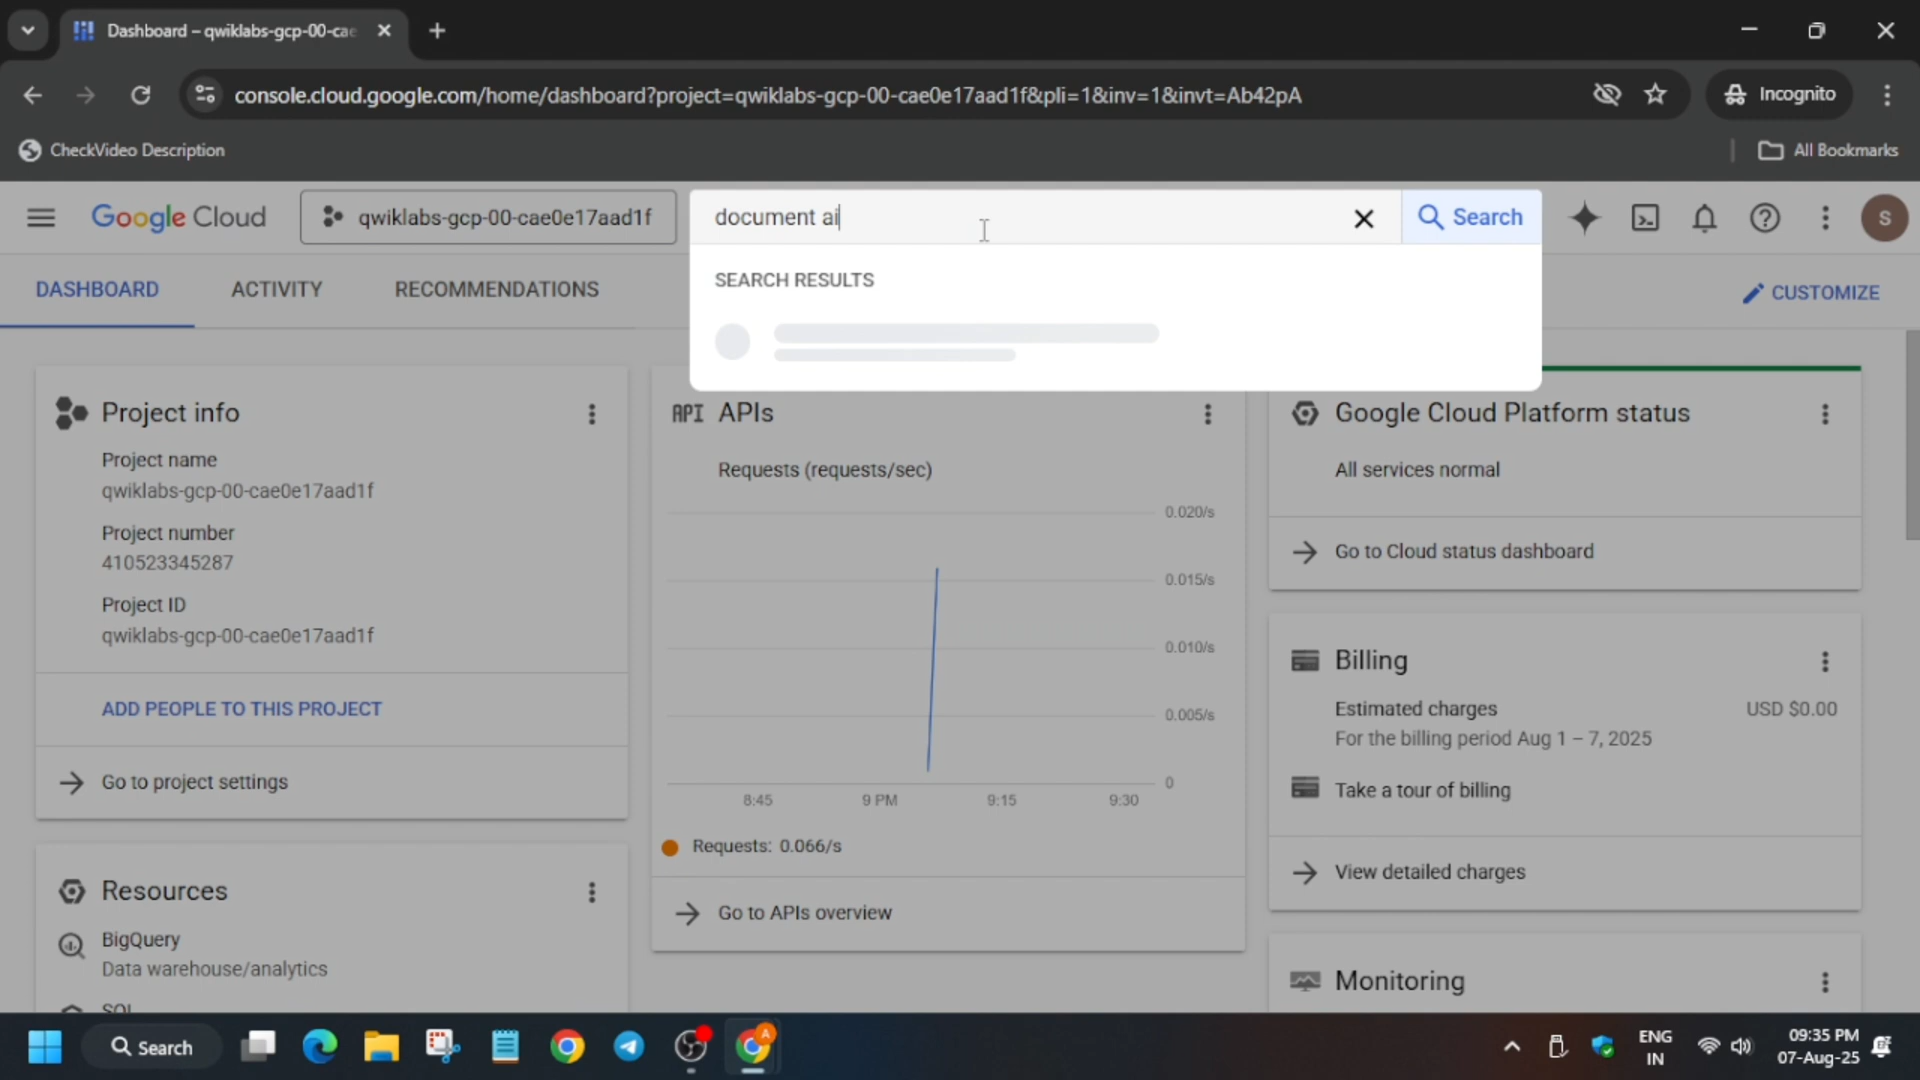 Dashboard – qwiklabs-gcp-00-cae
console.cloud.google.com/home/dashboard?project=qwiklabs-gcp-00-cae0e17aad1f&pli=1&inv=1&invt=Ab42pA
Incognito
CheckVideo Description
All Bookmarks
Google Cloud
qwiklabs-gcp-00-cae0e17aad1f
document ai
Search
S
DASHBOARD
ACTIVITY
RECOMMENDATIONS
SEARCH RESULTS
CUSTOMIZE
Project info
Project name
qwiklabs-gcp-00-cae0e17aad1f
Project number
410523345287
Project ID
qwiklabs-gcp-00-cae0e17aad1f
ADD PEOPLE TO THIS PROJECT
Go to project settings
Resources
BigQuery
Data warehouse/analytics
SQL
API APIs
Requests (requests/sec)
0.020/s
0.015/s
0.010/s
0.005/s
0
8:45 9 PM 9:15 9:30
Requests: 0.066/s
Go to APIs overview
Google Cloud Platform status
All services normal
Go to Cloud status dashboard
Billing
Estimated charges USD $0.00
For the billing period Aug 1 – 7, 2025
Take a tour of billing
View detailed charges
Monitoring
Search
A
ENG
IN
09:35 PM
07-Aug-25